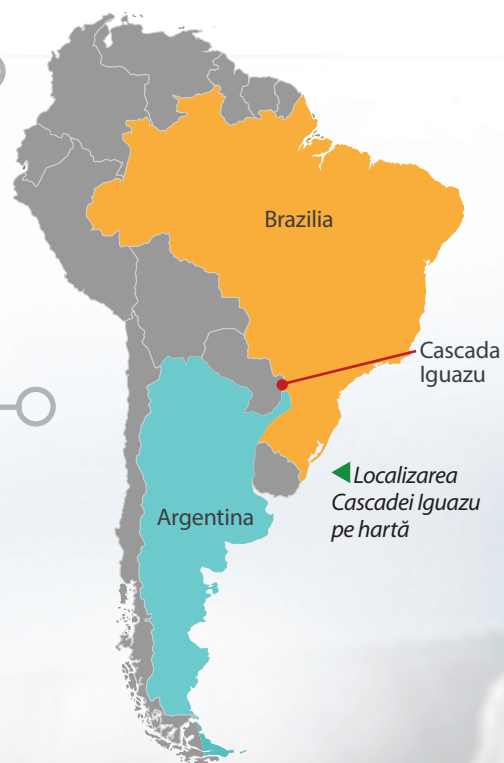 Brazilia
Cascada
Iguazu
Localizarea
Cascadei Iguazu
pe hartă
Argentina